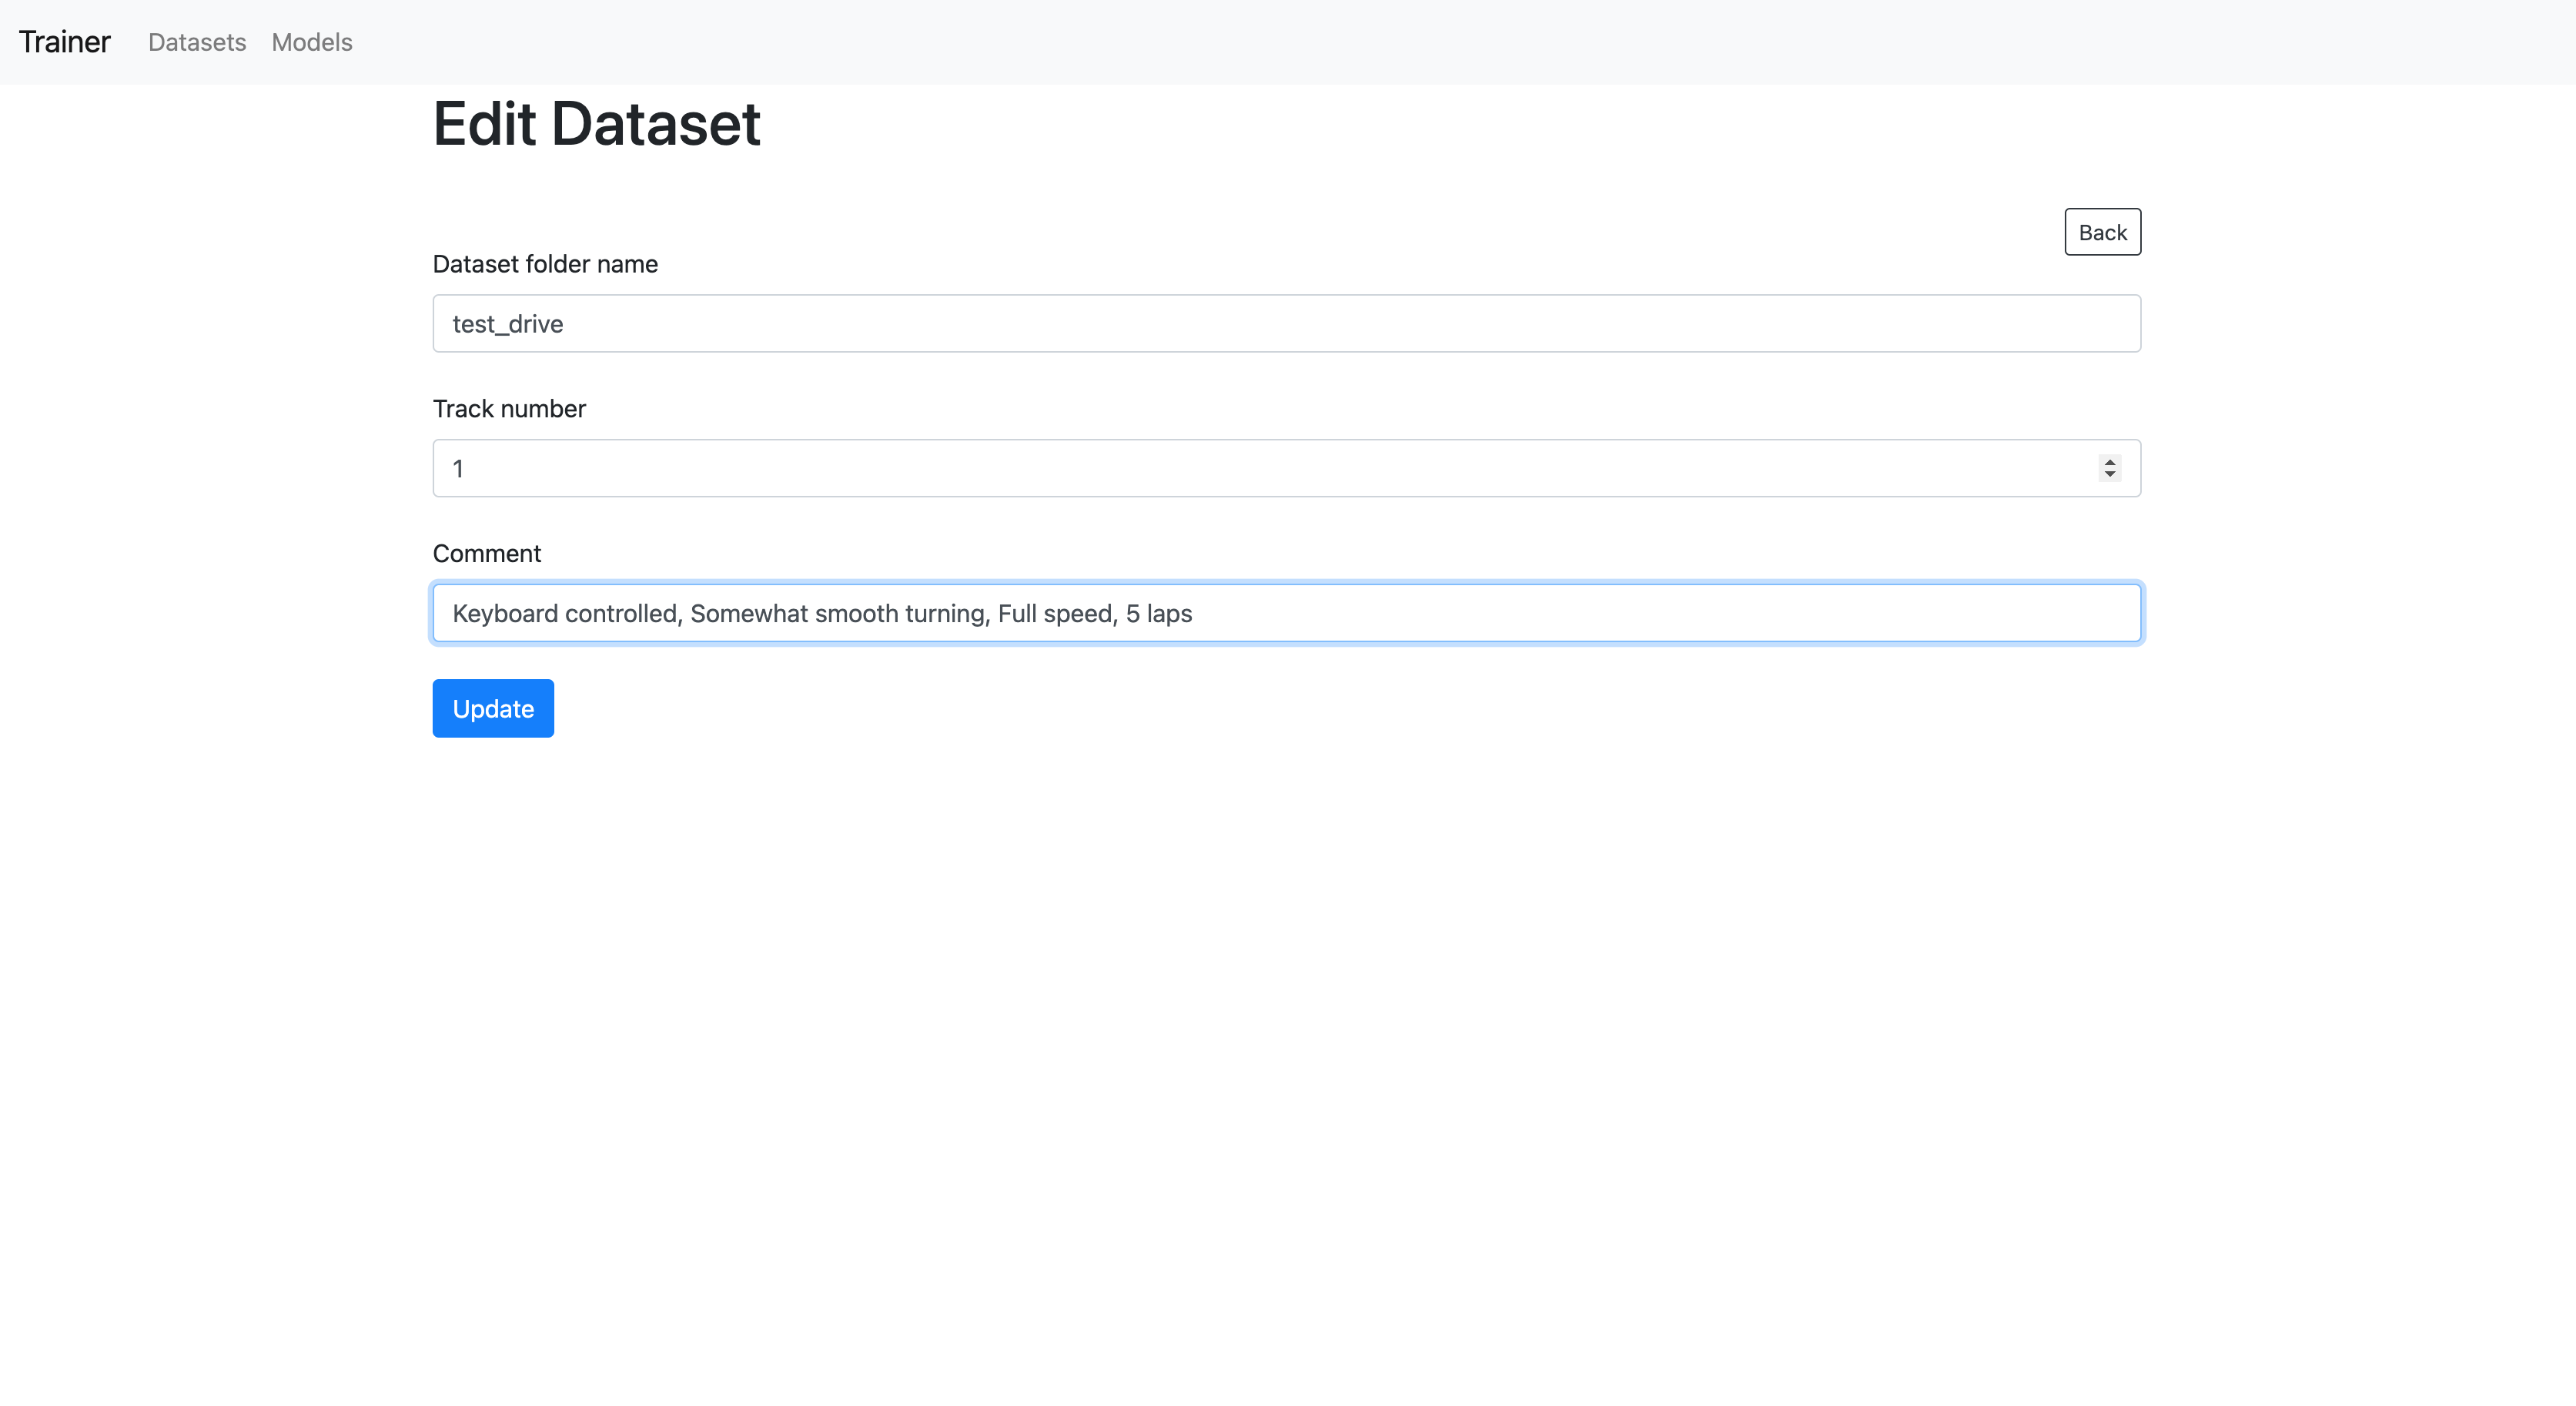 Trainer Datasets Models
Edit Dataset
Back
Dataset folder name
test_drive
Track number
1
Comment
Keyboard controlled, Somewhat smooth turning, Full speed, 5 laps
Update